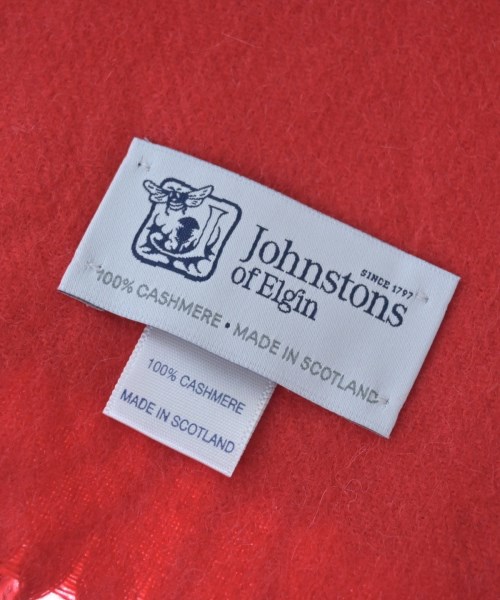 SINCE 1797
Johnstons
of Elgin
100% CASHMERE • MADE IN SCOTLAND
100% CASHMERE
MADE IN SCOTLAND